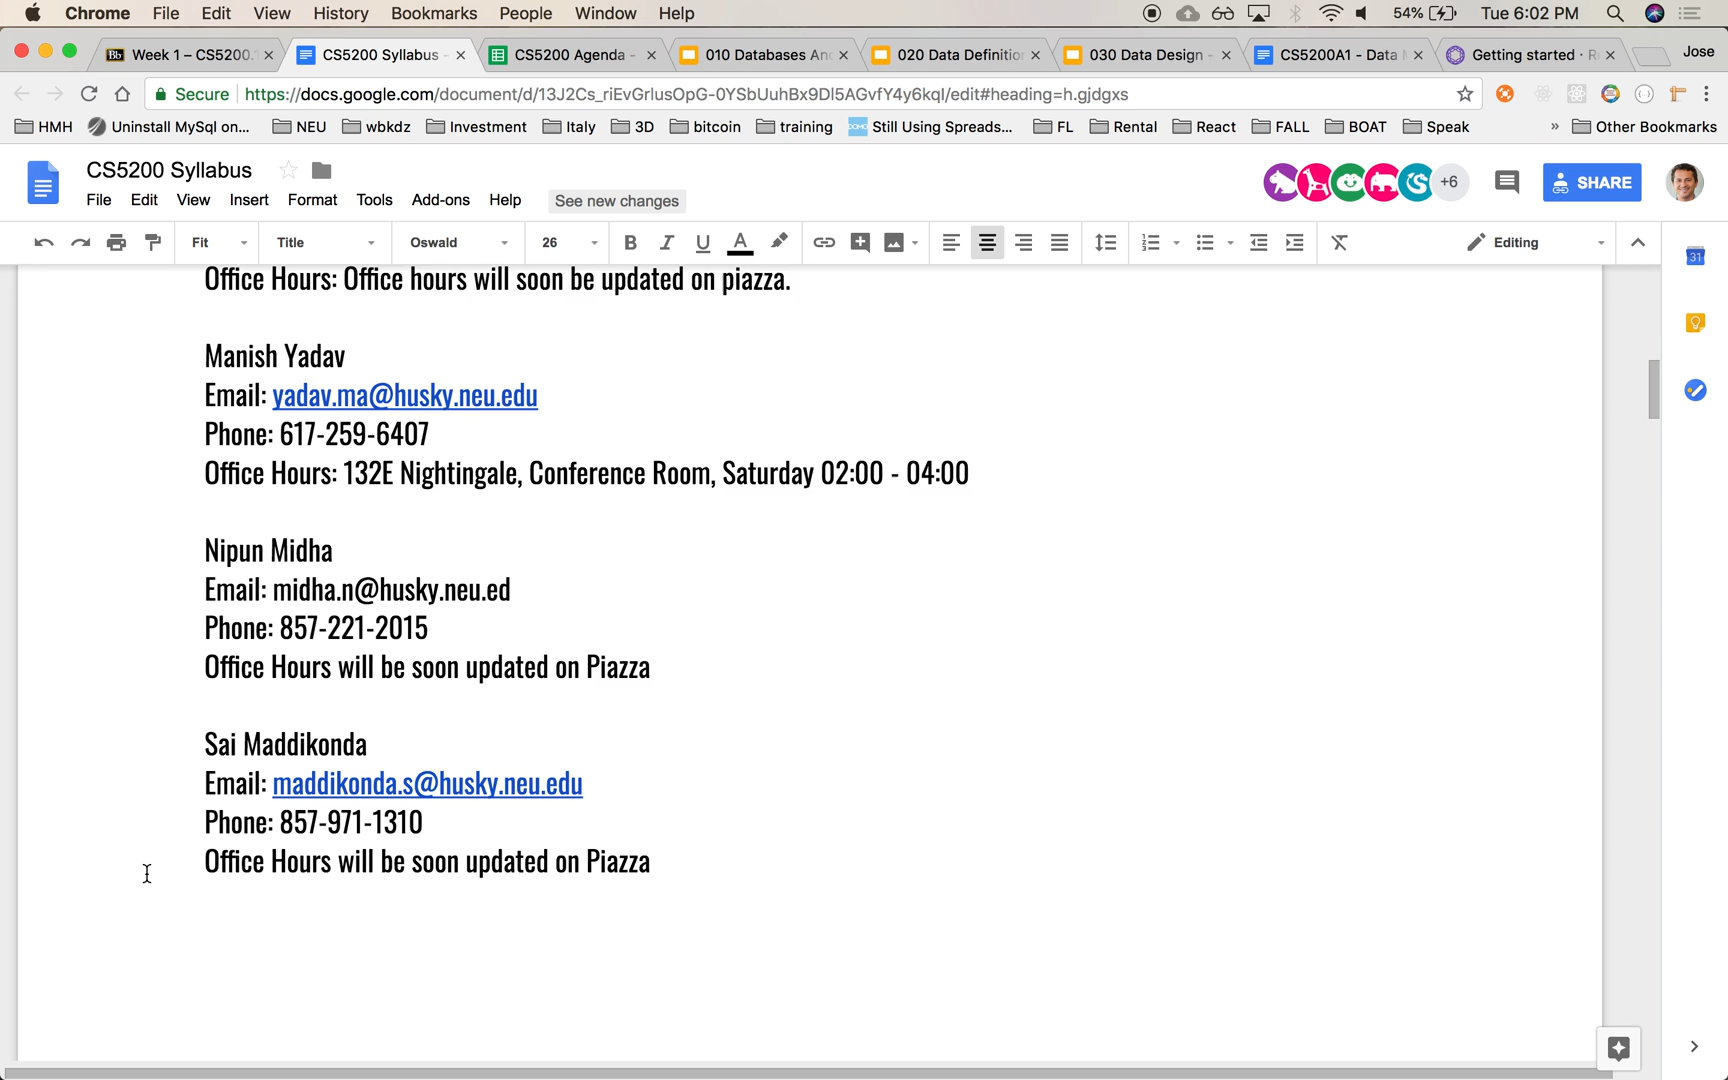 Chrome File Edit View History Bookmarks People Window Help 54% Tue 6:02 PM
Bb Week 1 – CS5200. CS5200 Syllabus - CS5200 Agenda - 010 Databases An 020 Data Definition 030 Data Design - CS5200A1 - Data M Getting started · R Jose
Secure https://docs.google.com/document/d/13J2Cs_riEvGrlusOpG-0YSbUuhBx9Dl5AGvfY4y6kqI/edit#heading=h.gjdgxs
HMH Uninstall MySql on... NEU wbkdz Investment Italy 3D bitcoin training DOMO Still Using Spreads... FL Rental React FALL BOAT Speak » Other Bookmarks
CS5200 Syllabus
+6 SHARE
File Edit View Insert Format Tools Add-ons Help See new changes
Fit Title Oswald 26 B I U A Editing
31
Office Hours: Office hours will soon be updated on piazza.
Manish Yadav
Email: yadav.ma@husky.neu.edu
Phone: 617-259-6407
Office Hours: 132E Nightingale, Conference Room, Saturday 02:00 - 04:00
Nipun Midha
Email: midha.n@husky.neu.ed
Phone: 857-221-2015
Office Hours will be soon updated on Piazza
Sai Maddikonda
Email: maddikonda.s@husky.neu.edu
Phone: 857-971-1310
Office Hours will be soon updated on Piazza